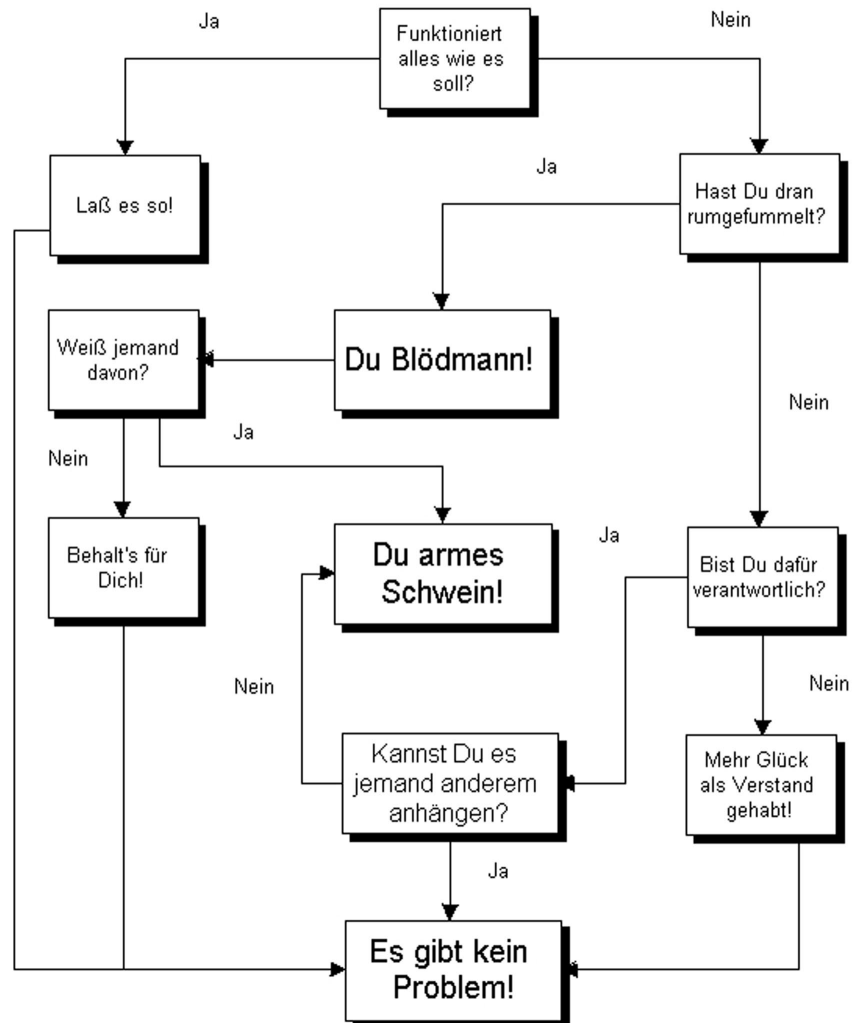 Ja
Funktioniert
alles wie es
soll?
Nein
Laß es so!
Ja
Hast Du dran
rumgefummelt?
Weiß jemand
davon?
Du Blödmann!
Nein
Nein
Ja
Behalt's für
Dich!
Du armes
Schwein!
Ja
Bist Du dafür
verantwortlich?
Nein
Nein
Kannst Du es
jemand anderem
anhängen?
Mehr Glück
als Verstand
gehabt!
Ja
Es gibt kein
Problem!